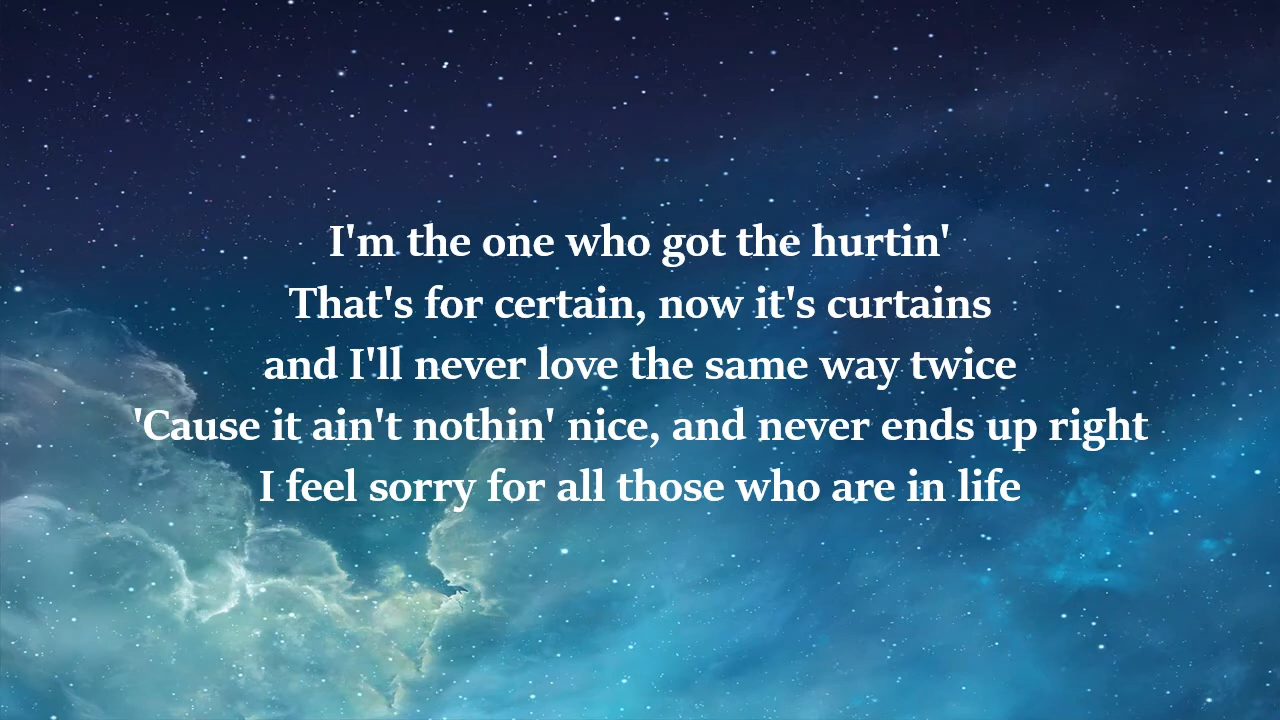 I'm the one who got the hurtin'
That's for certain, now it's curtains
and I'll never love the same way twice
'Cause it ain't nothin' nice, and never ends up right
I feel sorry for all those who are in life